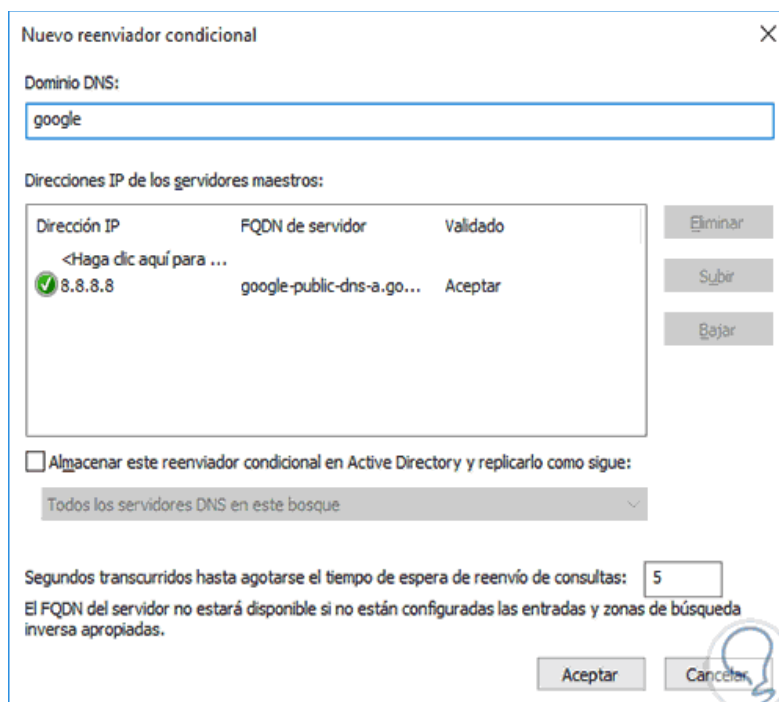 Nuevo reenviador condicional
Dominio DNS:
google
Direcciones IP de los servidores maestros:
Dirección IP FQDN de servidor Validado
<Haga clic aquí para ...
8.8.8.8 google-public-dns-a.go... Aceptar
Eliminar
Subir
Bajar
Almacenar este reenviador condicional en Active Directory y replicarlo como sigue:
Todos los servidores DNS en este bosque
Segundos transcurridos hasta agotarse el tiempo de espera de reenvío de consultas: 5
El FQDN del servidor no estará disponible si no están configuradas las entradas y zonas de búsqueda
inversa apropiadas.
Aceptar Cancelar